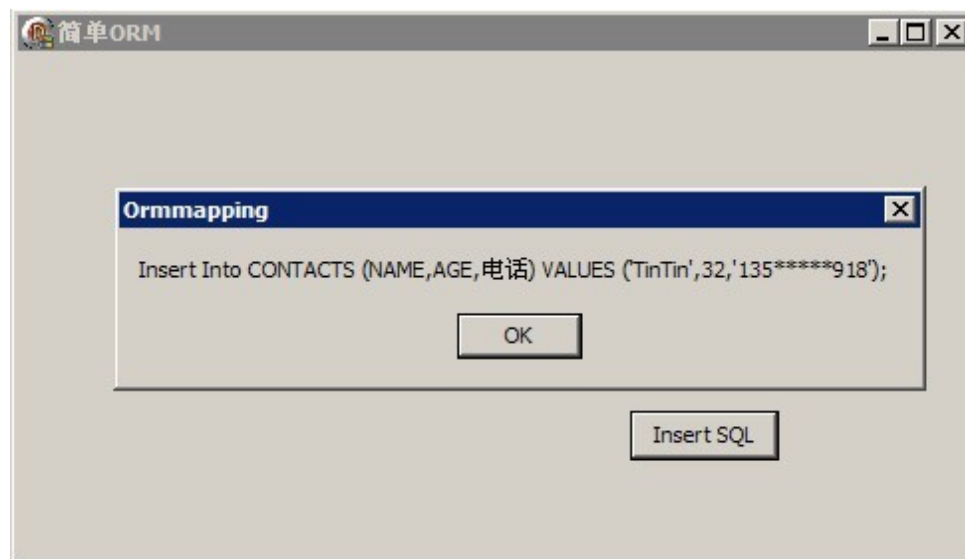 简单ORM
Ormmapping
Insert Into CONTACTS (NAME,AGE,电话) VALUES ('TinTin',32,'135*****918');
OK
Insert SQL